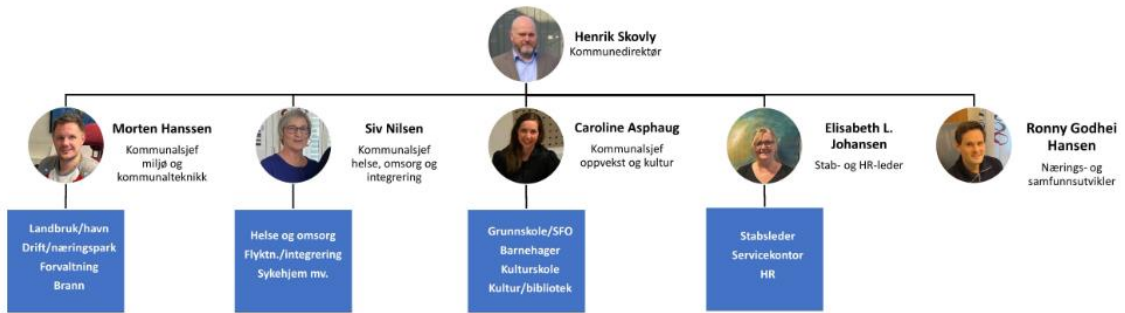 Henrik Skovly
Kommunedirektør
Morten Hanssen
Kommunalsjef
miljø og
kommunalteknikk
Siv Nilsen
Kommunalsjef
helse, omsorg og
integrering
Caroline Asphaug
Kommunalsjef
oppvekst og kultur
Elisabeth L.
Johansen
Stab- og HR-leder
Ronny Godhei
Hansen
Nærings- og
samfunnsutvikler
Landbruk/havn
Drift/næringspark
Forvaltning
Brann
Helse og omsorg
Flyktn./integrering
Sykehjem mv.
Grunnskole/SFO
Barnehager
Kulturskole
Kultur/bibliotek
Stabsleder
Servicekontor
HR